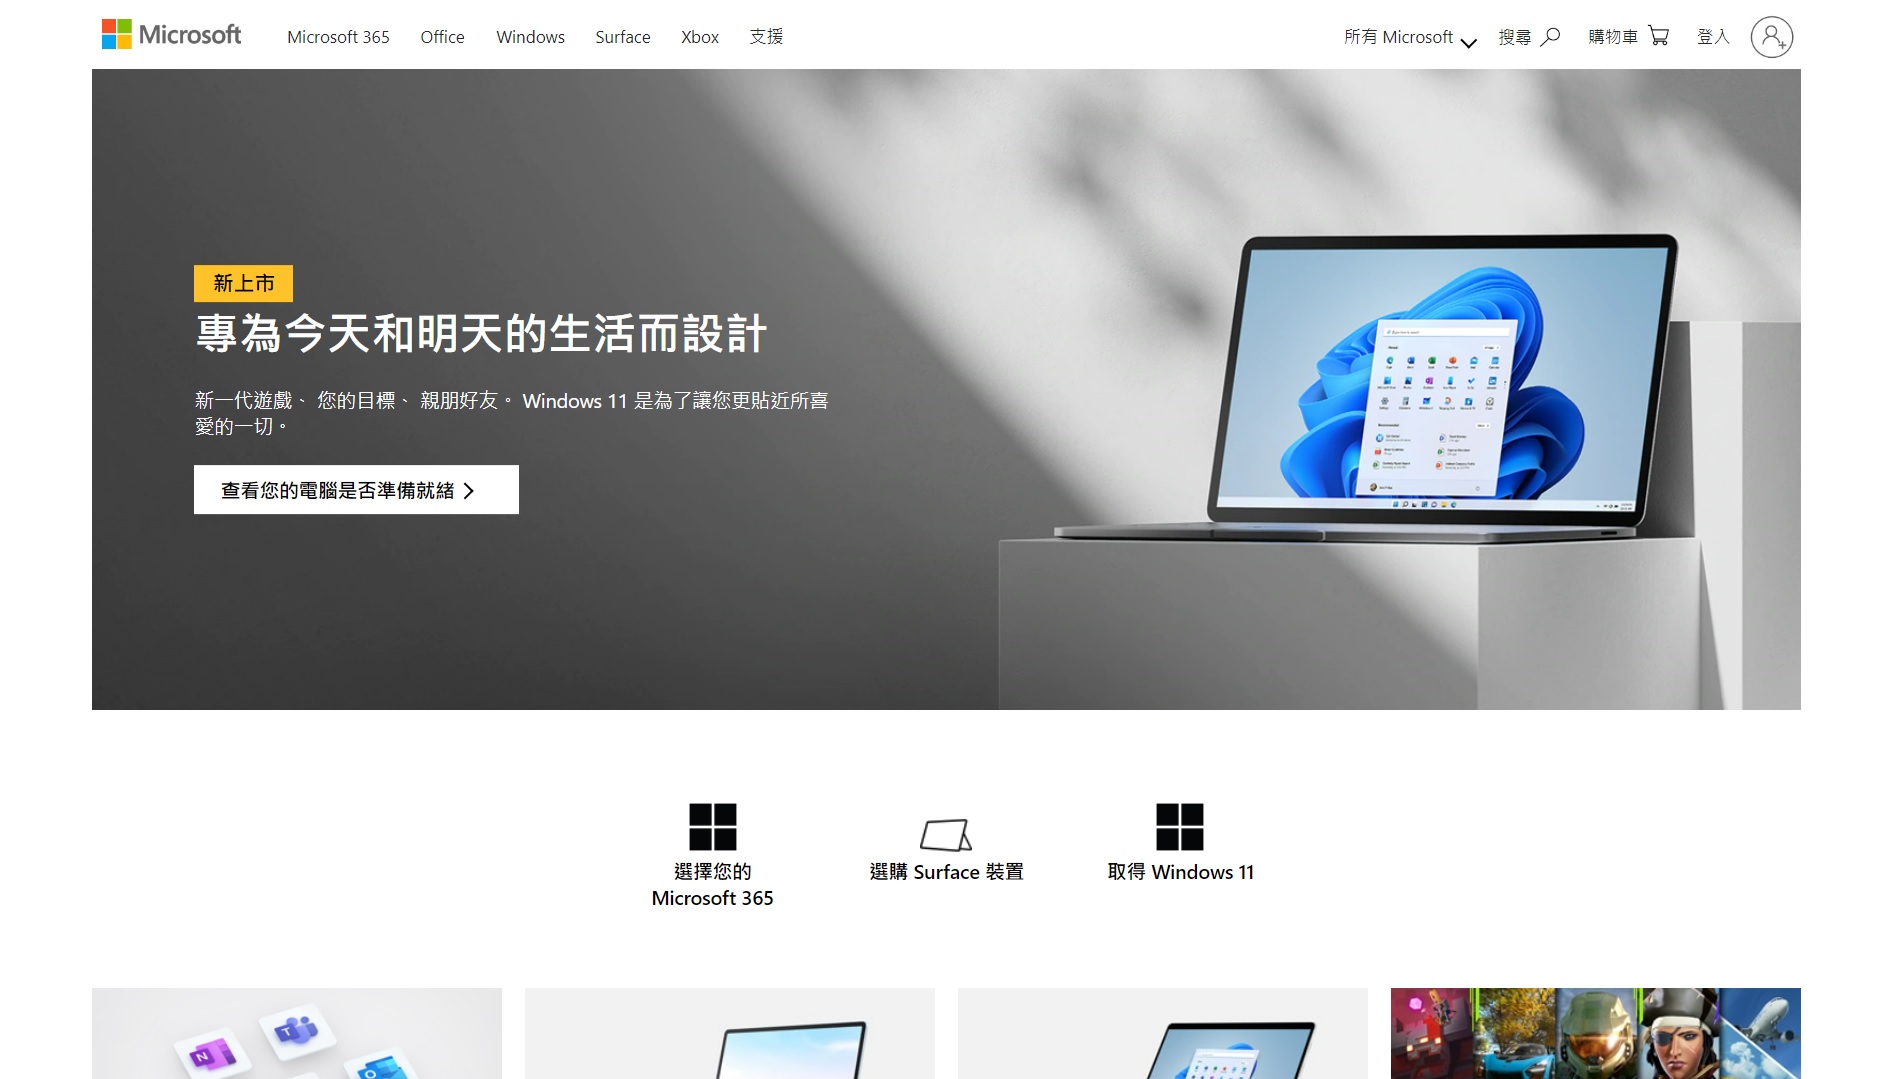 Microsoft
Microsoft 365 Office Windows Surface Xbox 支援
所有 Microsoft 搜尋 購物車 登入
新上市
專為今天和明天的生活而設計
新一代遊戲、 您的目標、 親朋好友。 Windows 11 是為了讓您更貼近所喜
愛的一切。
查看您的電腦是否準備就緒
選擇您的
Microsoft 365
選購 Surface 裝置
取得 Windows 11